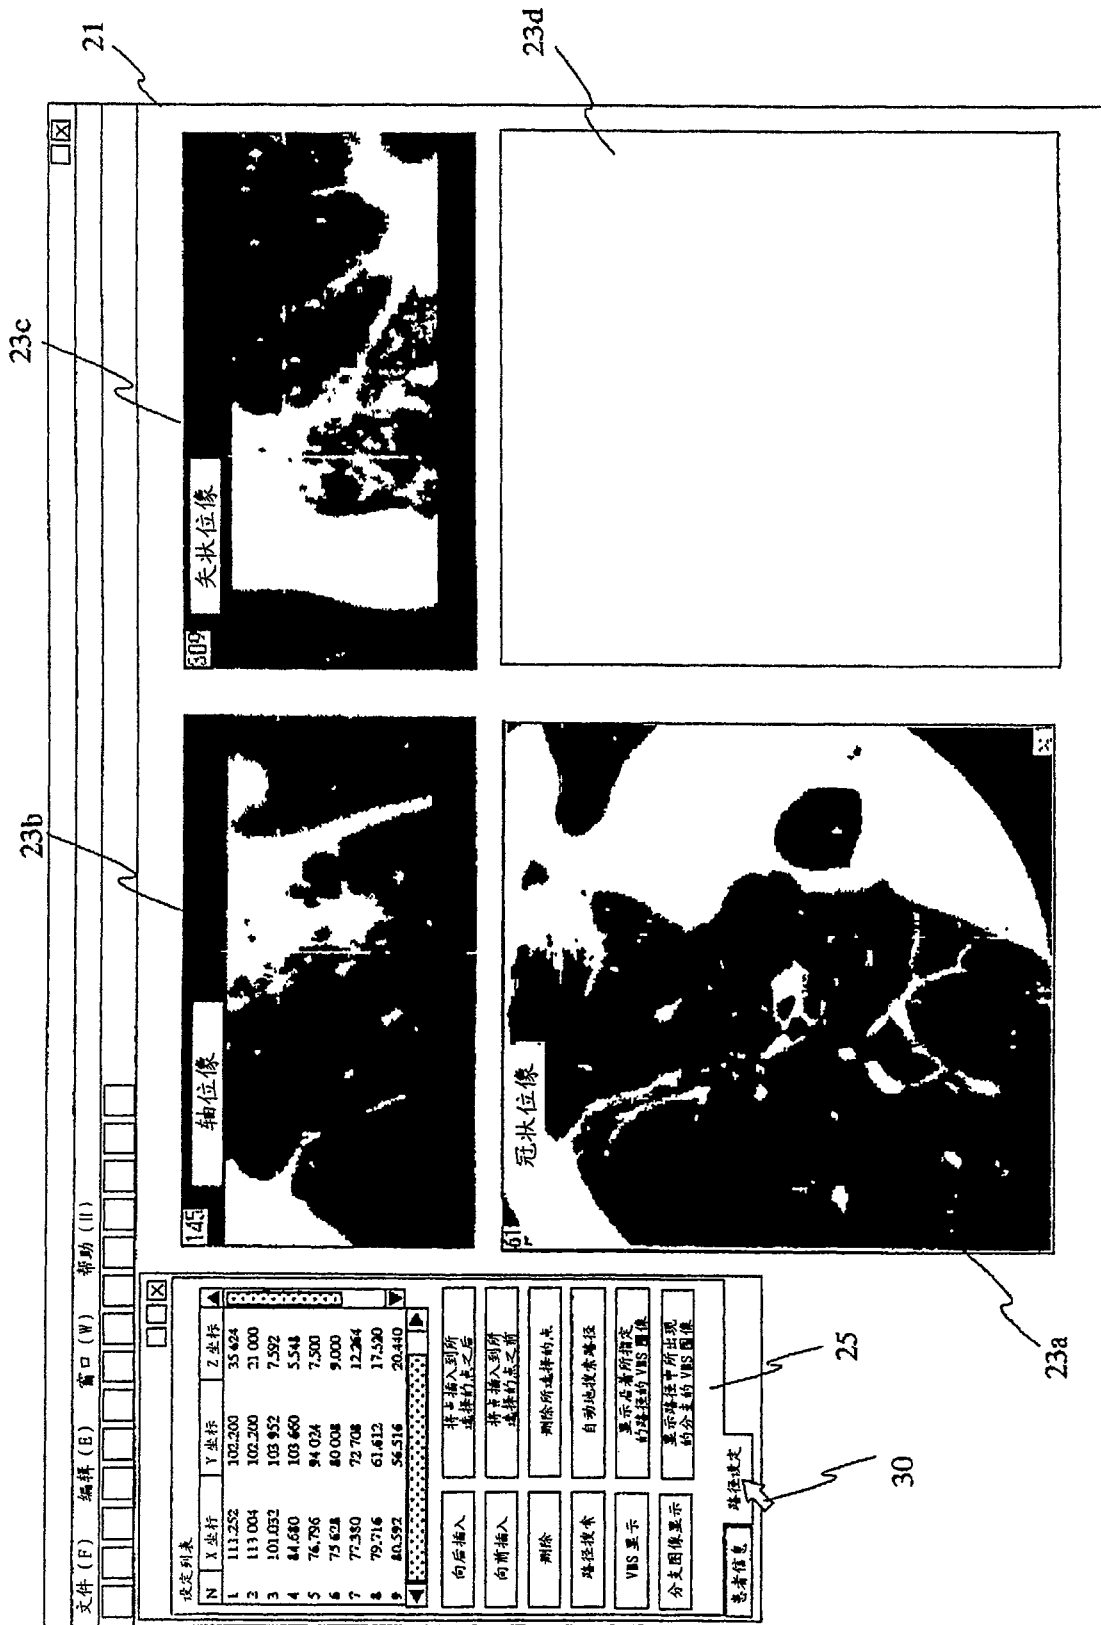 21
23c
23b
23d
文件 (F) 编辑 (E) 窗口 (W) 帮助 (H)
设定列表
N X 坐标 Y 坐标 Z 坐标
1 113.252 102.200 35.624
2 113.004 102.200 21.000
3 101.032 103.952 7.592
4 84.680 103.660 5.548
5 76.796 94.024 7.500
6 75.628 80.008 9.000
7 77.380 72.708 12.264
8 79.716 61.612 17.520
9 80.592 56.516 20.440
向后插入 将点插入到所选择的点之后
向前插入 将点插入到所选择的点之前
删除 删除所选择的点
路径搜索 自动地搜索路径
VBS 显示 显示沿着所指定的路径的 VBS 图像
分支图像显示 显示路径中所出现的分支的 VBS 图像
患者信息 路径设定
145
轴位像
309
矢状位像
61
冠状位像
25
30
23a